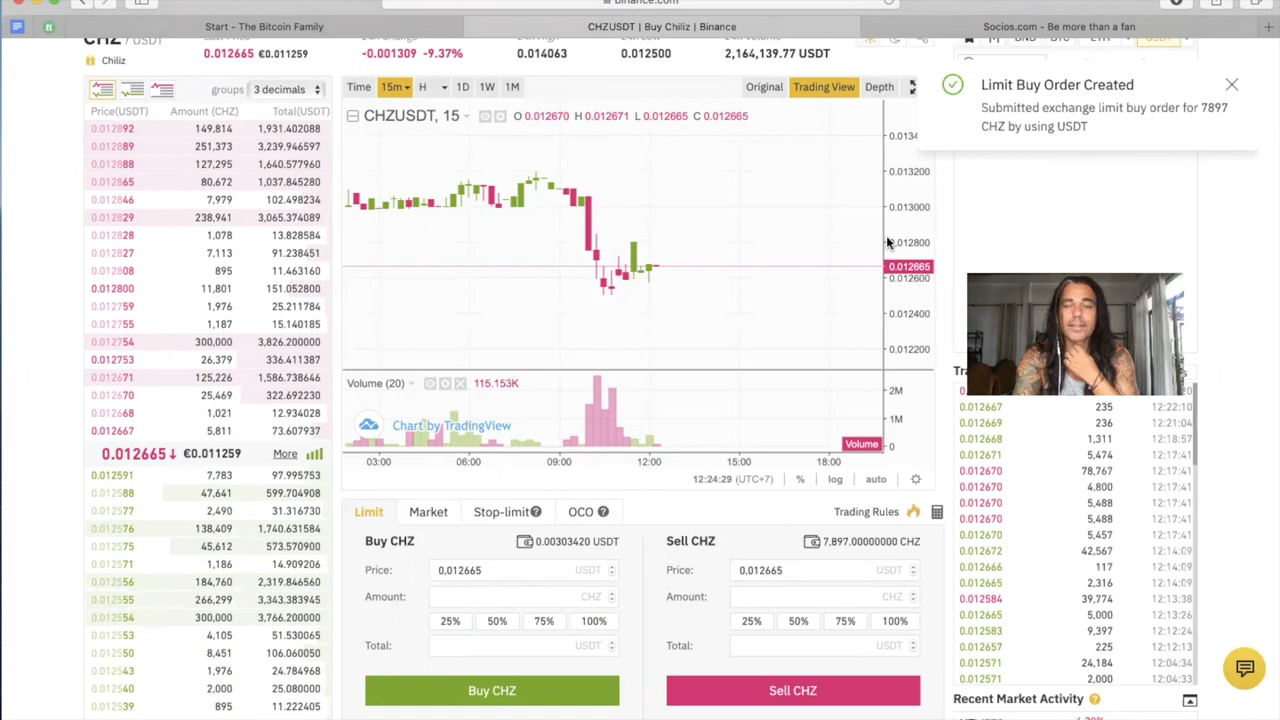 binance.com
Start - The Bitcoin Family
CHZUSDT | Buy Chiliz | Binance
Socios.com - Be more than a fan
CHZ / USDT
Chiliz
0.012665 €0.011259
-0.001309 -9.37%
0.014063
0.012500
2,164,139.77 USDT
Limit Buy Order Created
Submitted exchange limit buy order for 7897
CHZ by using USDT
groups 3 decimals
Price(USDT) Amount (CHZ) Total(USDT)
0.012892 149,814 1,931.402088
0.012889 251,373 3,239.946597
0.012888 127,295 1,640.577960
0.012865 80,672 1,037.845280
0.012846 7,979 102.498234
0.012829 238,941 3,065.374089
0.012828 1,078 13.828584
0.012827 7,113 91.238451
0.012808 895 11.463160
0.012800 11,801 151.052800
0.012759 1,976 25.211784
0.012755 1,187 15.140185
0.012754 300,000 3,826.200000
0.012753 26,379 336.411387
0.012671 125,226 1,586.738646
0.012670 25,469 322.692230
0.012668 1,021 12.934028
0.012667 5,811 73.607937
0.012665↓ €0.011259 More
0.012591 7,783 97.995753
0.012588 47,641 599.704908
0.012577 2,490 31.316730
0.012576 138,409 1,740.631584
0.012575 45,612 573.570900
0.012571 1,186 14.909206
0.012556 184,760 2,319.846560
0.012555 266,299 3,343.383945
0.012554 300,000 3,766.200000
0.012553 4,105 51.530065
0.012550 8,451 106.060050
0.012543 1,976 24.784968
0.012540 2,000 25.080000
0.012539 895 11.222405
Time 15m H 1D 1W 1M
Original Trading View Depth
CHZUSDT, 15 O 0.012670 H 0.012671 L 0.012665 C 0.012665
0.013200
0.013000
0.012800
0.012665
0.012600
0.012400
0.012200
Volume (20) 115.153K
2M
1M
0
Chart by TradingView
Volume
03:00 06:00 09:00 12:00 15:00 18:00
12:24:29 (UTC+7) % log auto
Limit Market Stop-limit OCO
Trading Rules
Buy CHZ 0.00303420 USDT
Price: 0,012665 USDT
Amount: CHZ
25% 50% 75% 100%
Total: USDT
Buy CHZ
Sell CHZ 7,897.00000000 CHZ
Price: 0,012665 USDT
Amount: CHZ
25% 50% 75% 100%
Total: USDT
Sell CHZ
0.012667 235 12:22:10
0.012669 236 12:21:04
0.012668 1,311 12:18:57
0.012671 5,474 12:17:41
0.012670 78,767 12:17:41
0.012670 4,800 12:17:41
0.012670 5,488 12:17:41
0.012670 5,488 12:17:41
0.012670 5,457 12:17:41
0.012672 42,567 12:14:09
0.012666 117 12:14:09
0.012665 2,316 12:14:09
0.012584 39,774 12:13:38
0.012665 5,000 12:13:26
0.012583 9,397 12:12:24
0.012657 225 12:12:13
0.012571 24,184 12:04:34
0.012571 2,000 12:04:33
Recent Market Activity